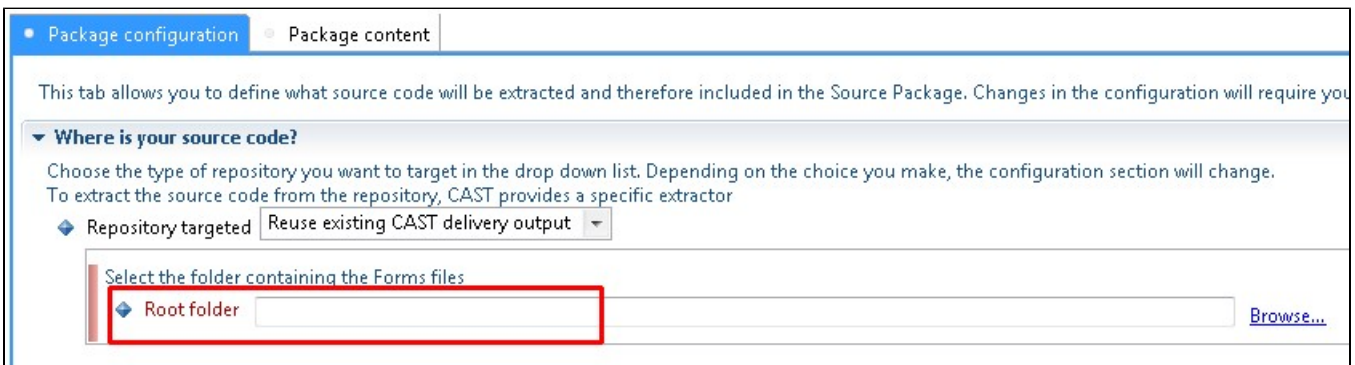 Package configuration Package content
This tab allows you to define what source code will be extracted and therefore included in the Source Package. Changes in the configuration will require you
Where is your source code?
Choose the type of repository you want to target in the drop down list. Depending on the choice you make, the configuration section will change.
To extract the source code from the repository, CAST provides a specific extractor
Repository targeted Reuse existing CAST delivery output
Select the folder containing the Forms files
Root folder Browse...